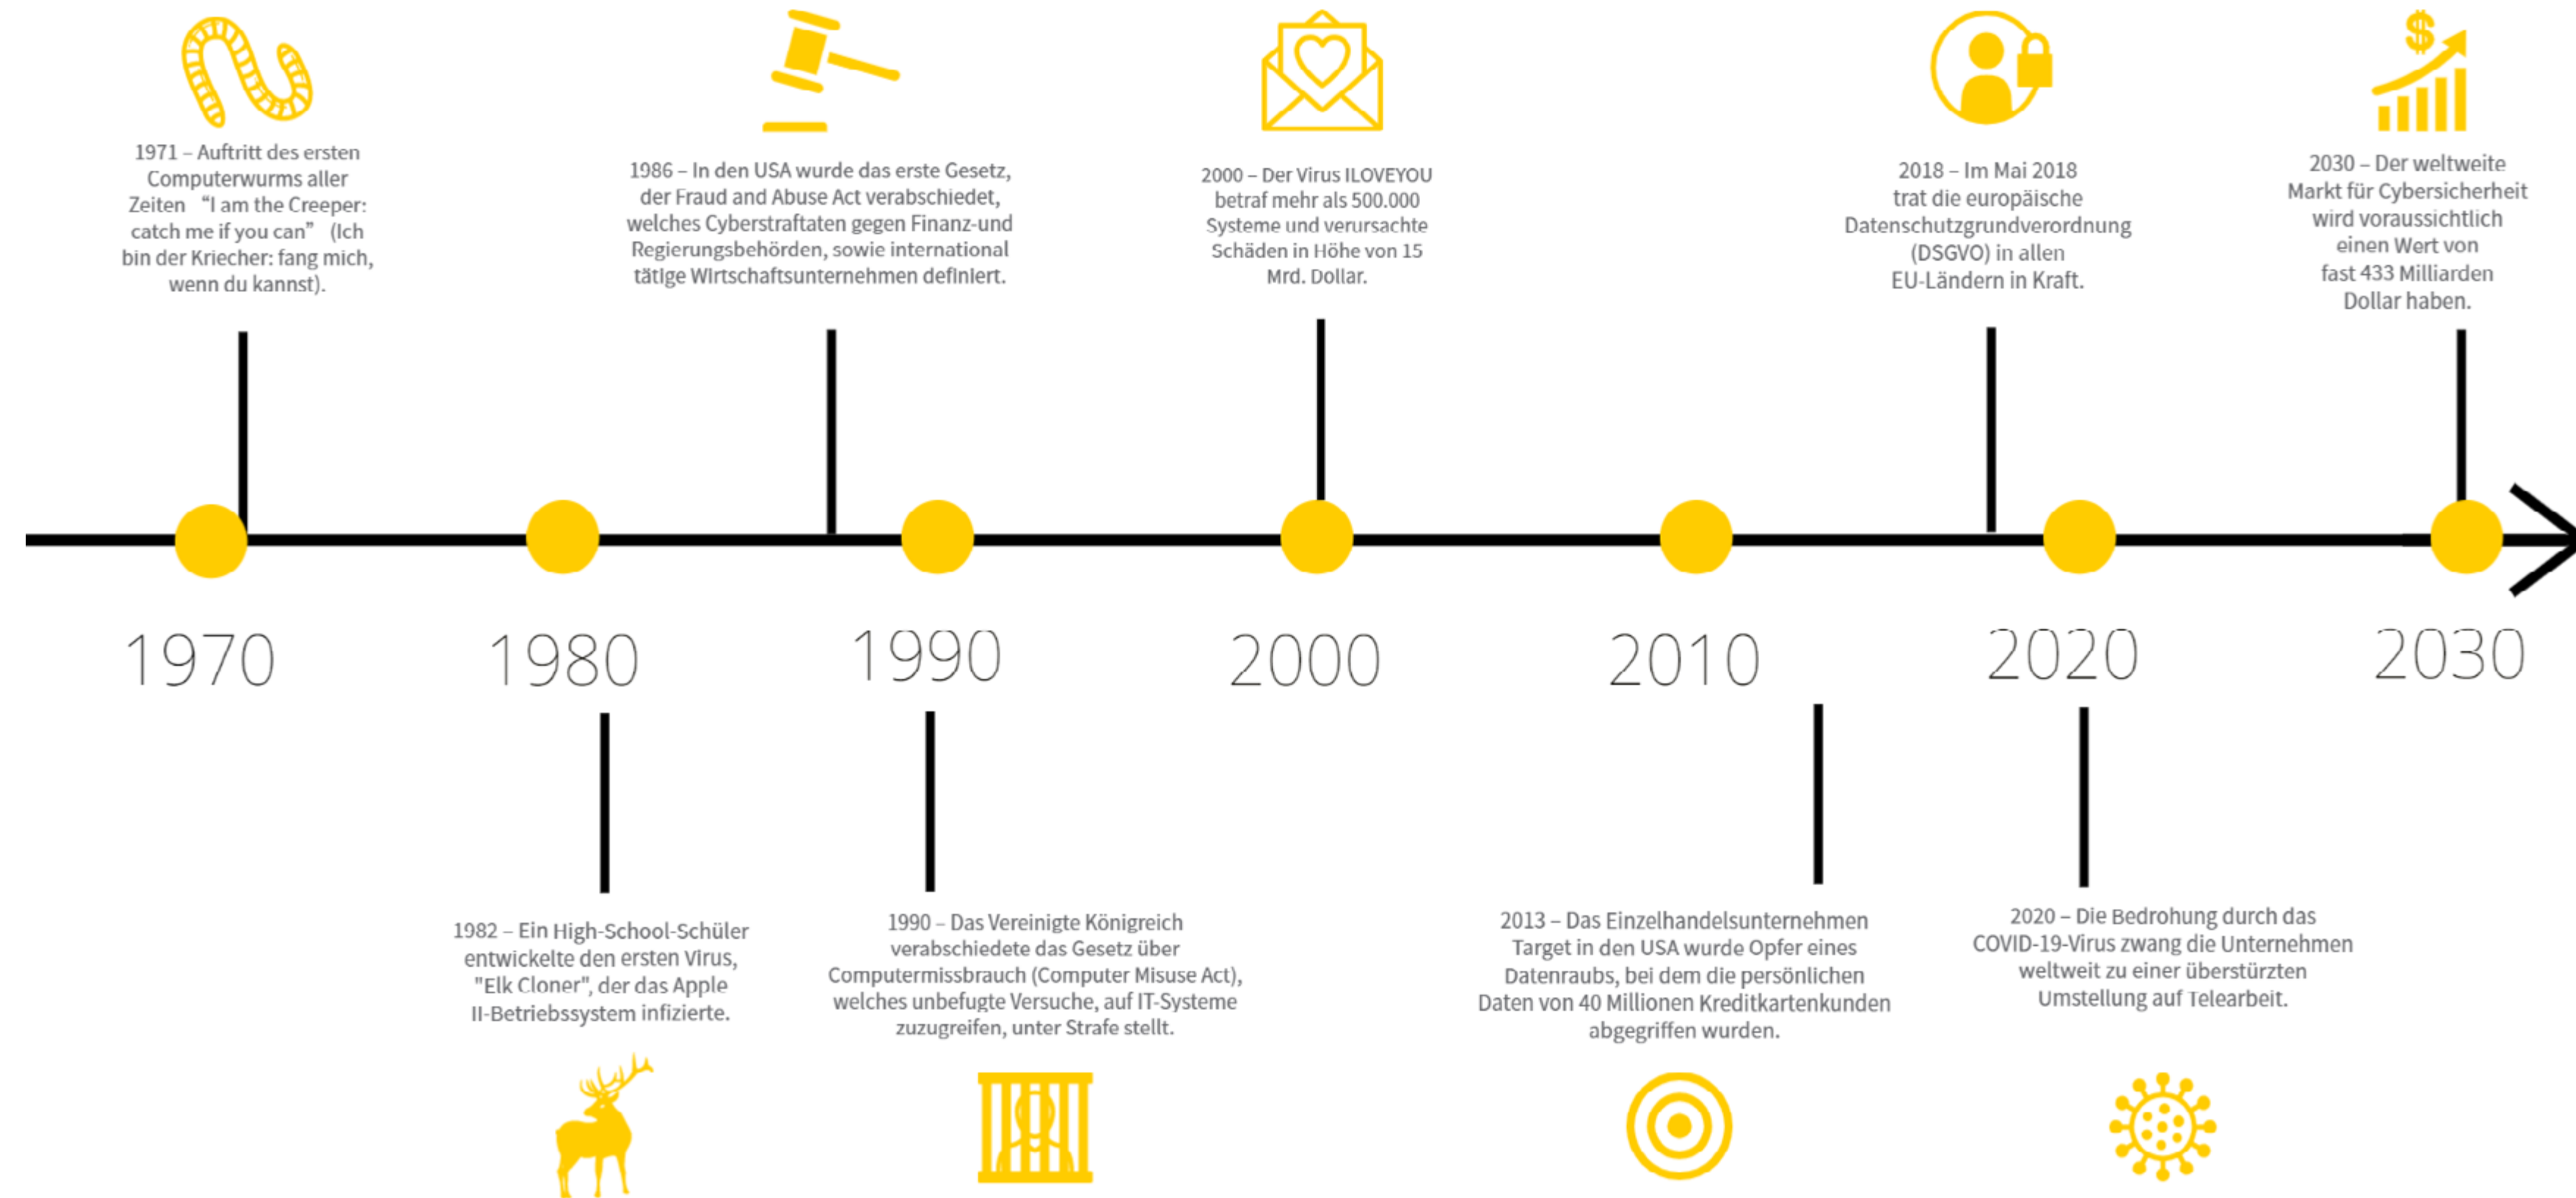 1971 – Auftritt des ersten
Computerwurms aller
Zeiten “I am the Creeper:
catch me if you can” (Ich
bin der Kriecher: fang mich,
wenn du kannst).
1986 – In den USA wurde das erste Gesetz,
der Fraud and Abuse Act verabschiedet,
welches Cyberstraftaten gegen Finanz-und
Regierungsbehörden, sowie international
tätige Wirtschaftsunternehmen definiert.
2000 – Der Virus ILOVEYOU
betraf mehr als 500.000
Systeme und verursachte
Schäden in Höhe von 15
Mrd. Dollar.
2018 – Im Mai 2018
trat die europäische
Datenschutzgrundverordnung
(DSGVO) in allen
EU-Ländern in Kraft.
$
2030 – Der weltweite
Markt für Cybersicherheit
wird voraussichtlich
einen Wert von
fast 433 Milliarden
Dollar haben.
1970
1980
1990
2000
2010
2020
2030
1982 – Ein High-School-Schüler
entwickelte den ersten Virus,
"Elk Cloner", der das Apple
II-Betriebssystem infizierte.
1990 – Das Vereinigte Königreich
verabschiedete das Gesetz über
Computermissbrauch (Computer Misuse Act),
welches unbefugte Versuche, auf IT-Systeme
zuzugreifen, unter Strafe stellt.
2013 – Das Einzelhandelsunternehmen
Target in den USA wurde Opfer eines
Datenraubs, bei dem die persönlichen
Daten von 40 Millionen Kreditkartenkunden
abgegriffen wurden.
2020 – Die Bedrohung durch das
COVID-19-Virus zwang die Unternehmen
weltweit zu einer überstürzten
Umstellung auf Telearbeit.